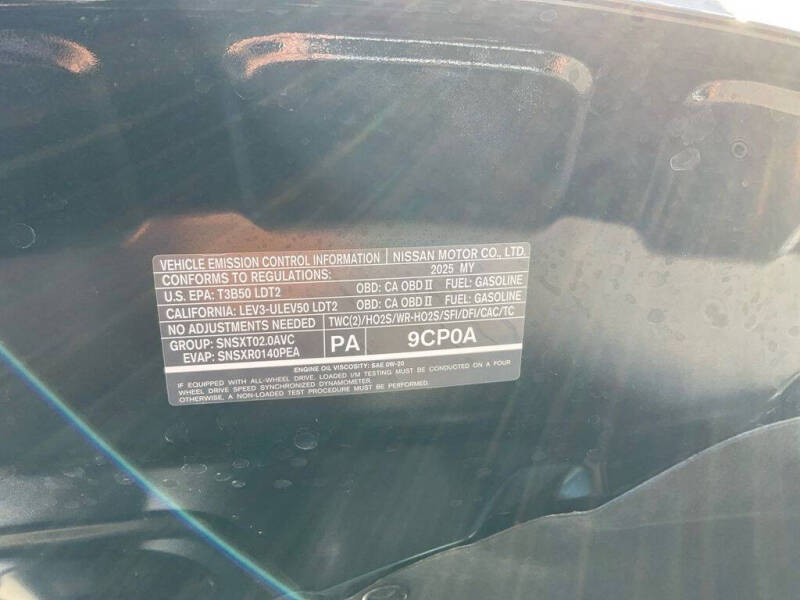 VEHICLE EMISSION CONTROL INFORMATION NISSAN MOTOR CO., LTD.
CONFORMS TO REGULATIONS: 2025 MY
U.S. EPA: T3B50 LDT2 OBD: CA OBD II FUEL: GASOLINE
CALIFORNIA: LEV3-ULEV50 LDT2 OBD: CA OBD II FUEL: GASOLINE
NO ADJUSTMENTS NEEDED TWC(2)/HO2S/WR-HO2S/SFI/DFI/CAC/TC
GROUP: SNSXT02.0AVC
EVAP: SNSXR0140PEA
PA
9CP0A
ENGINE OIL VISCOSITY: SAE 0W-20
IF EQUIPPED WITH ALL-WHEEL DRIVE, LOADED I/M TESTING MUST BE CONDUCTED ON A FOUR
WHEEL DRIVE SPEED SYNCHRONIZED DYNAMOMETER.
OTHERWISE, A NON-LOADED TEST PROCEDURE MUST BE PERFORMED.